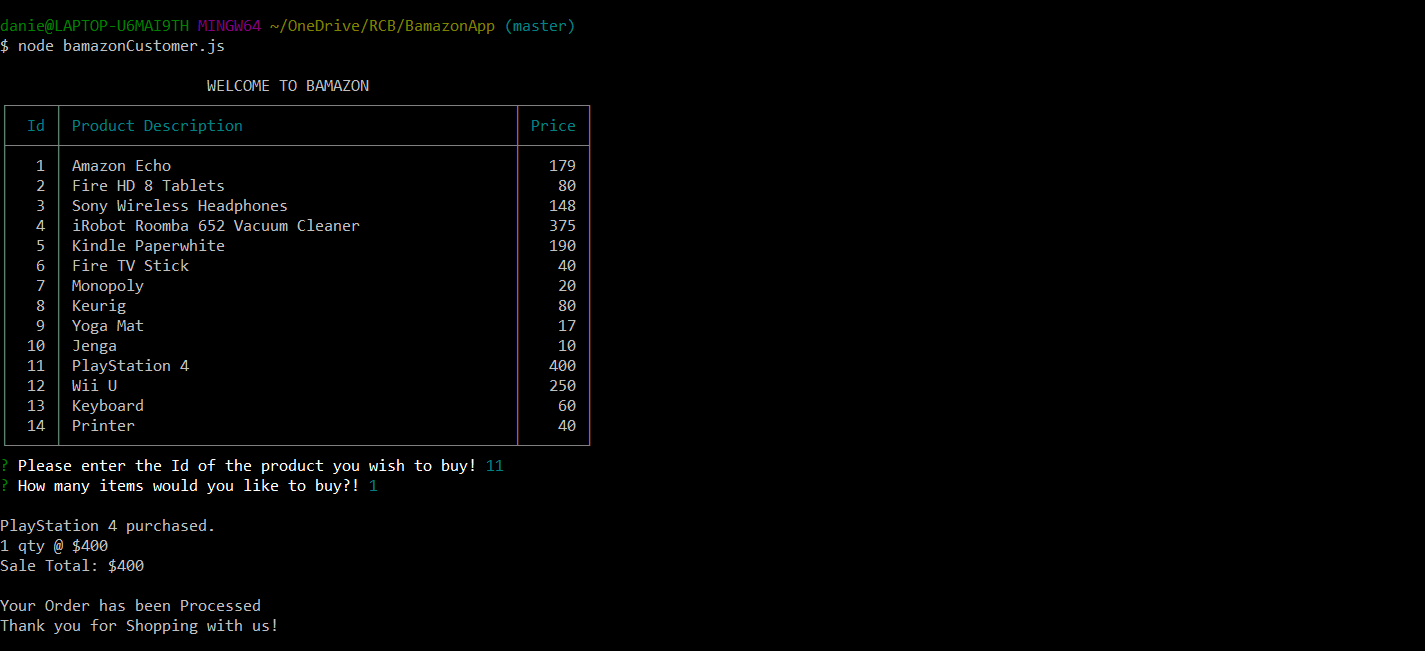 danie@LAPTOP-U6MAI9TH MINGW64 ~/OneDrive/RCB/BamazonApp (master)
$ node bamazonCustomer.js
WELCOME TO BAMAZON
Id Product Description Price
1 Amazon Echo 179
2 Fire HD 8 Tablets 80
3 Sony Wireless Headphones 148
4 iRobot Roomba 652 Vacuum Cleaner 375
5 Kindle Paperwhite 190
6 Fire TV Stick 40
7 Monopoly 20
8 Keurig 80
9 Yoga Mat 17
10 Jenga 10
11 PlayStation 4 400
12 Wii U 250
13 Keyboard 60
14 Printer 40
? Please enter the Id of the product you wish to buy! 11
? How many items would you like to buy?! 1
PlayStation 4 purchased.
1 qty @ $400
Sale Total: $400
Your Order has been Processed
Thank you for Shopping with us!